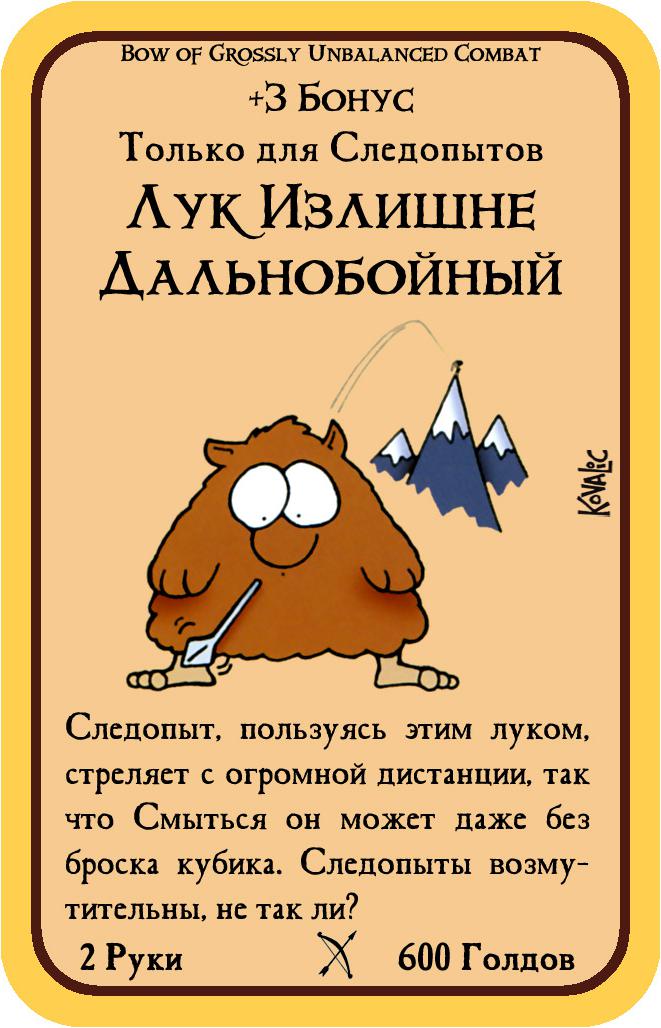 Bow of Grossly Unbalanced Combat
+3 Бонус
Только для Следопытов
Лук Излишне
Дальнобойный
Kovalic
Следопыт, пользуясь этим луком,
стреляет с огромной дистанции, так
что Смыться он может даже без
броска кубика. Следопыты возму-
тительны, не так ли?
2 Руки 600 Голдов